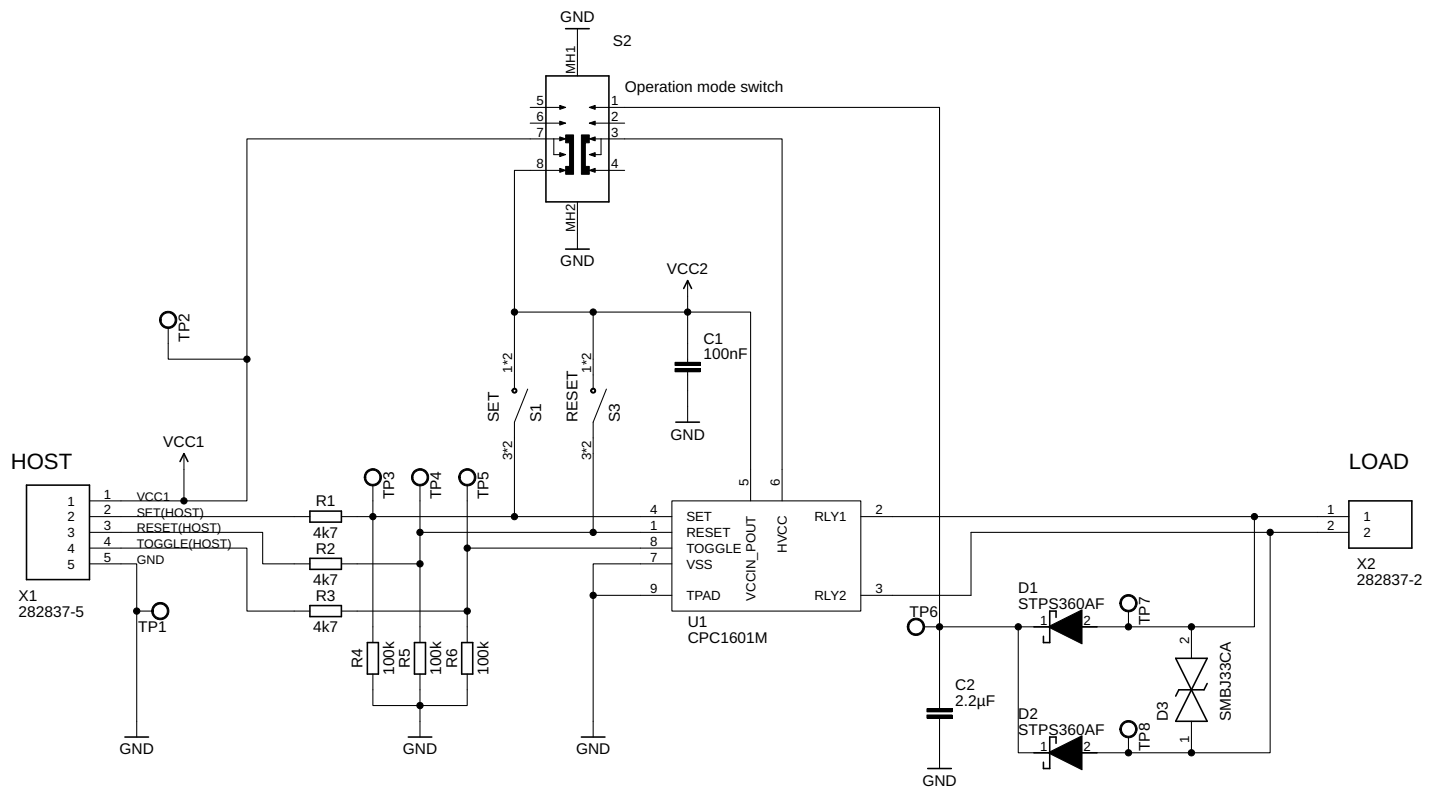 GND
S2
MH1
Operation mode switch
5
1
6
2
7
3
8
4
MH2
GND
VCC2
TP2
C1
100nF
1*2
1*2
SET
S1
RESET
S3
3*2
3*2
GND
VCC1
HOST
LOAD
TP3
TP4
TP5
5
6
1
1
VCC1
2
2
SET(HOST)
3
3
RESET(HOST)
4
4
TOGGLE(HOST)
5
5
GND
X1
282837-5
TP1
R1
4k7
R2
4k7
R3
4k7
R4
100k
R5
100k
R6
100k
4
SET
1
RESET
8
TOGGLE
7
VSS
9
TPAD
VCCIN_POUT
HVCC
RLY1
2
RLY2
3
U1
CPC1601M
1
1
2
2
X2
282837-2
D1
STPS360AF
1
2
TP7
TP6
2
SMBJ33CA
D3
1
C2
2.2µF
D2
STPS360AF
1
2
TP8
GND
GND
GND
GND